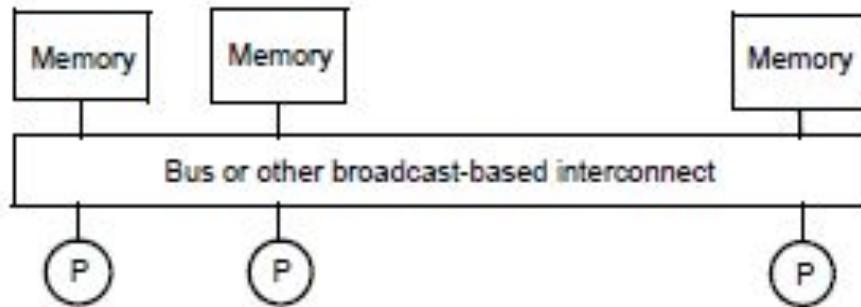 Memory Memory Memory
Bus or other broadcast-based interconnect
P P P